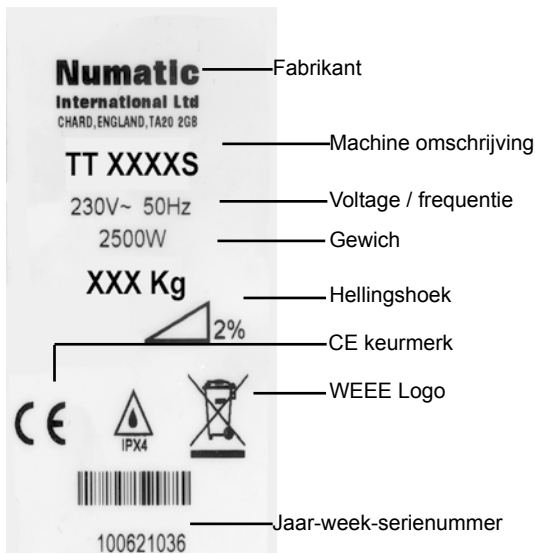 Numatic
International Ltd
CHARD, ENGLAND, TA20 2GB
TT XXXXS
230V~ 50Hz
2500W
XXX Kg
2%
CE
IPX4
100621036
Fabrikant
Machine omschrijving
Voltage / frequentie
Gewich
Hellingshoek
CE keurmerk
WEEE Logo
Jaar-week-serienummer